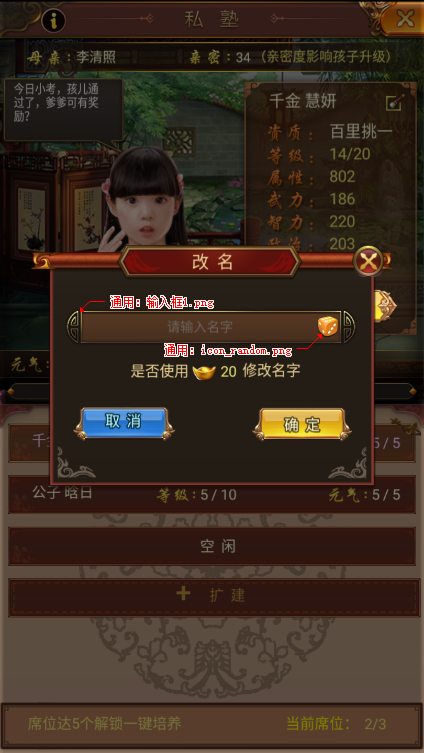 私塾
母亲：李清照 亲密：34（亲密度影响孩子升级）
今日小考，孩儿通
过了，爹爹可有奖
励？
千金 慧妍
资质：百里挑一
等级：14/20
属性：802
武力：186
智力：220
203
改名
通用：输入框1.png
请输入名字
通用：icon_random.png
元气：
是否使用 20 修改名字
取消
确定
千金
5/5
公子 晗日 等级：5/10 元气：5/5
空闲
扩建
席位达5个解锁一键培养 当前席位：2/3